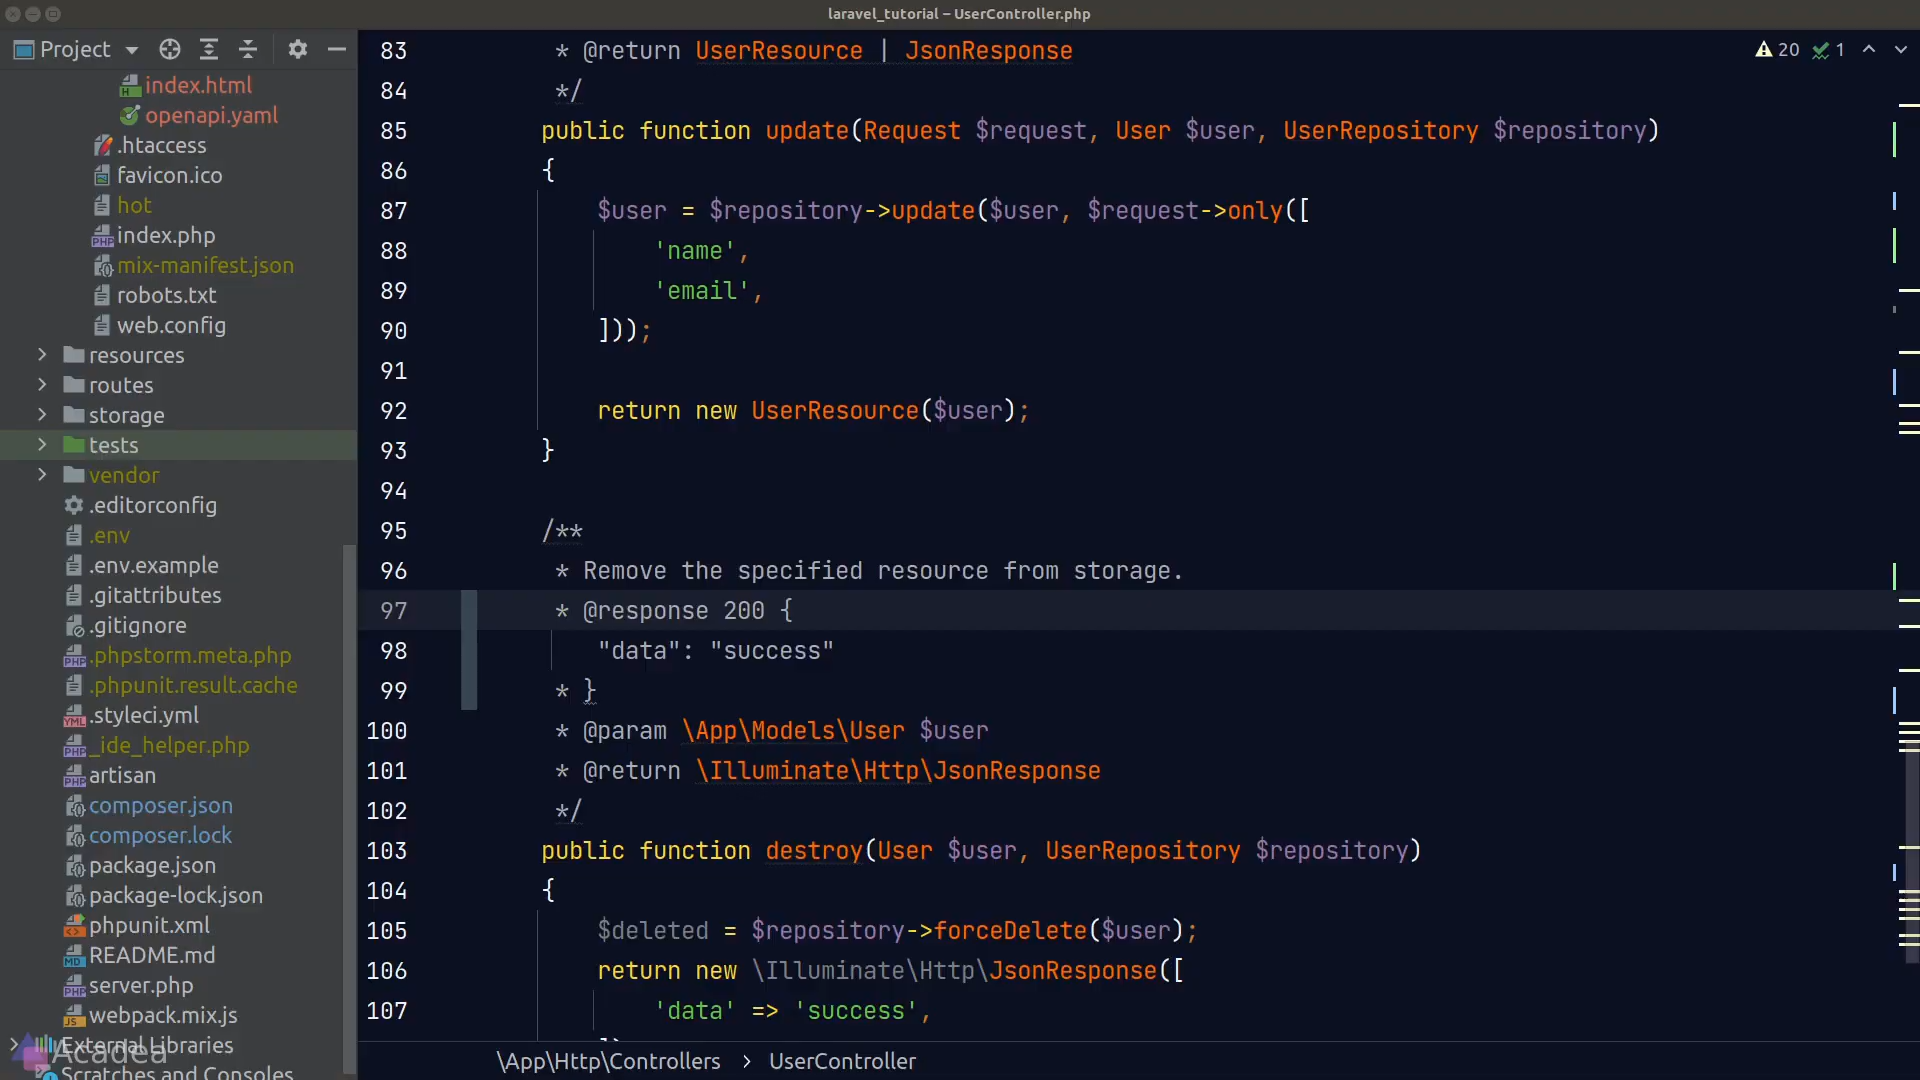 laravel_tutorial – UserController.php
Project
index.html
openapi.yaml
.htaccess
favicon.ico
hot
index.php
mix-manifest.json
robots.txt
web.config
resources
routes
storage
tests
vendor
.editorconfig
.env
.env.example
.gitattributes
.gitignore
.phpstorm.meta.php
.phpunit.result.cache
.styleci.yml
_ide_helper.php
artisan
composer.json
composer.lock
package.json
package-lock.json
phpunit.xml
README.md
server.php
webpack.mix.js
External Libraries
Acadea
Scratches and Consoles
20 1
83 * @return UserResource | JsonResponse
84 */
85 public function update(Request $request, User $user, UserRepository $repository)
86 {
87 $user = $repository->update($user, $request->only([
88 'name',
89 'email',
90 ]));
91
92 return new UserResource($user);
93 }
94
95 /**
96 * Remove the specified resource from storage.
97 * @response 200 {
98 "data": "success"
99 * }
100 * @param \App\Models\User $user
101 * @return \Illuminate\Http\JsonResponse
102 */
103 public function destroy(User $user, UserRepository $repository)
104 {
105 $deleted = $repository->forceDelete($user);
106 return new \Illuminate\Http\JsonResponse([
107 'data' => 'success',
\App\Http\Controllers > UserController